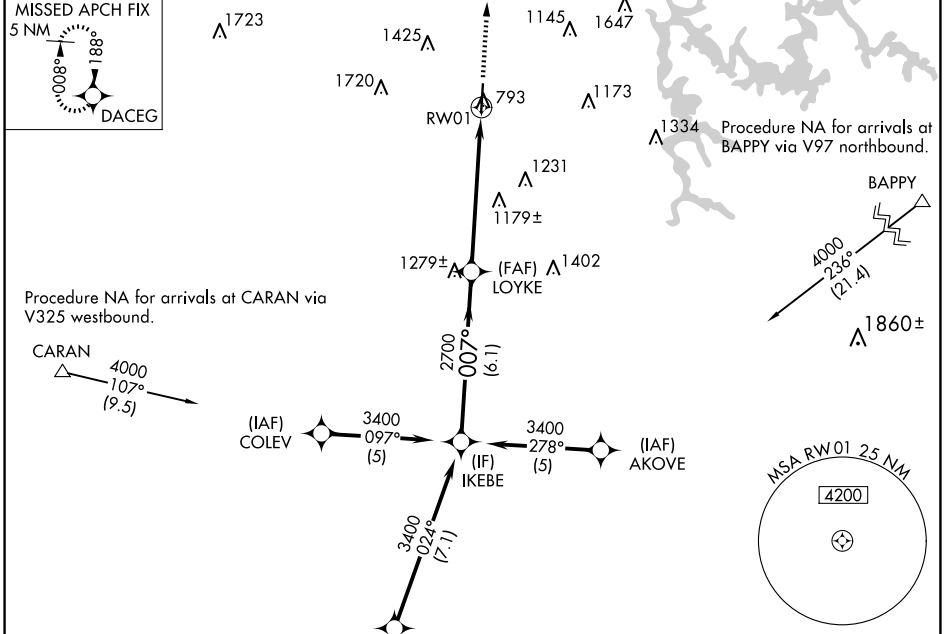 MISSED APCH FIX
5 NM
008°
188°
DACEG
1723
1425
1720
1145
1647
793
RW01
1173
1334
Procedure NA for arrivals at
BAPPY via V97 northbound.
1231
1179±
BAPPY
4000
236°
(21.4)
1279±
(FAF)
LOYKE
1402
1860±
Procedure NA for arrivals at CARAN via
V325 westbound.
CARAN
4000
107°
(9.5)
2700
007°
(6.1)
(IAF)
COLEV
3400
097°
(5)
(IF)
IKEBE
3400
278°
(5)
(IAF)
AKOVE
3400
024°
(7.1)
MSA RW01 25 NM
4200